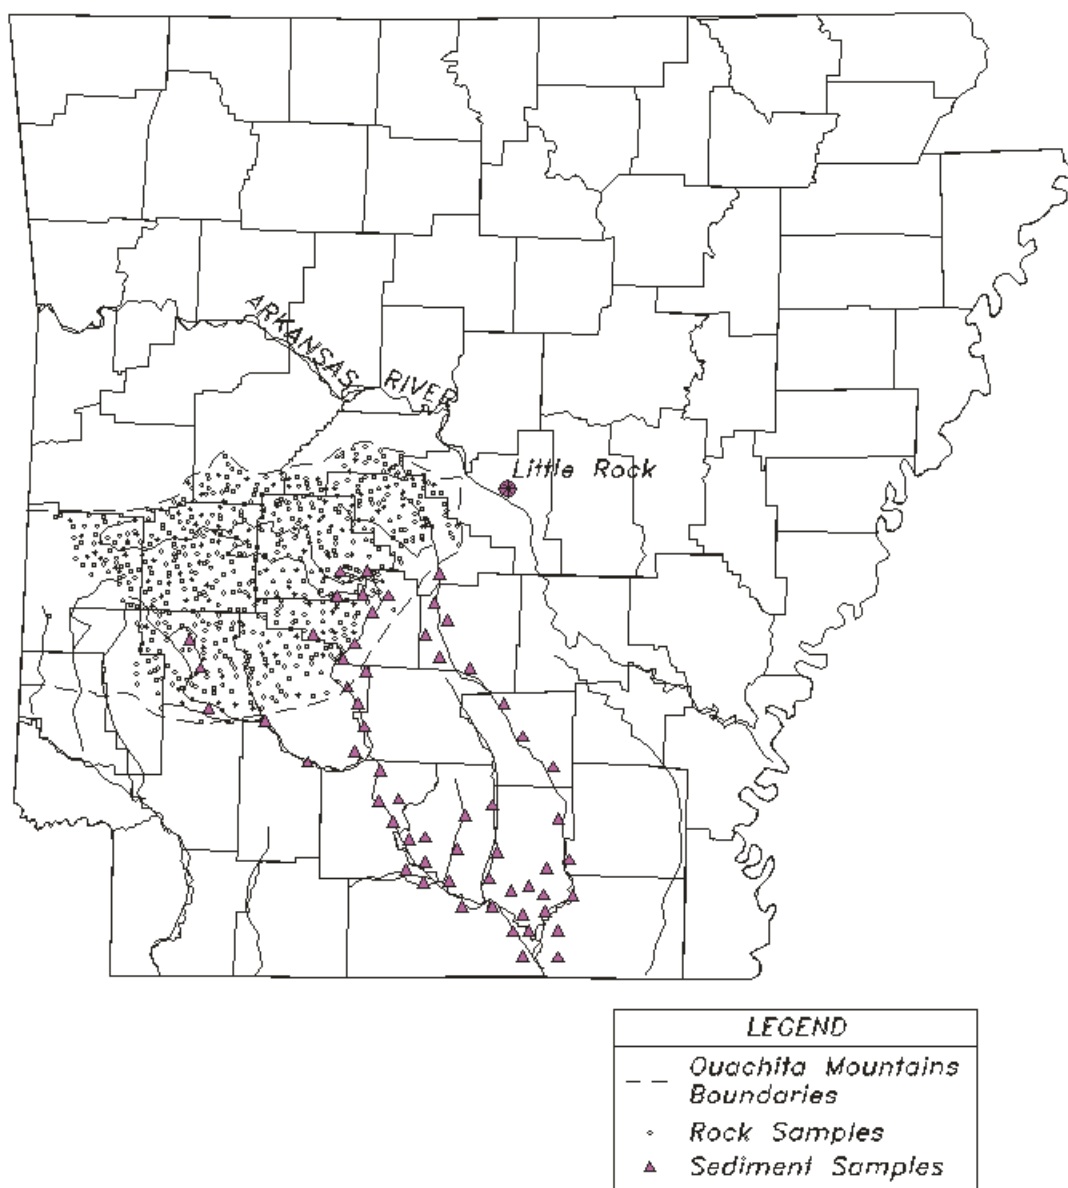 ARKANSAS RIVER
Little Rock
LEGEND
Ouachita Mountains
Boundaries
Rock Samples
Sediment Samples